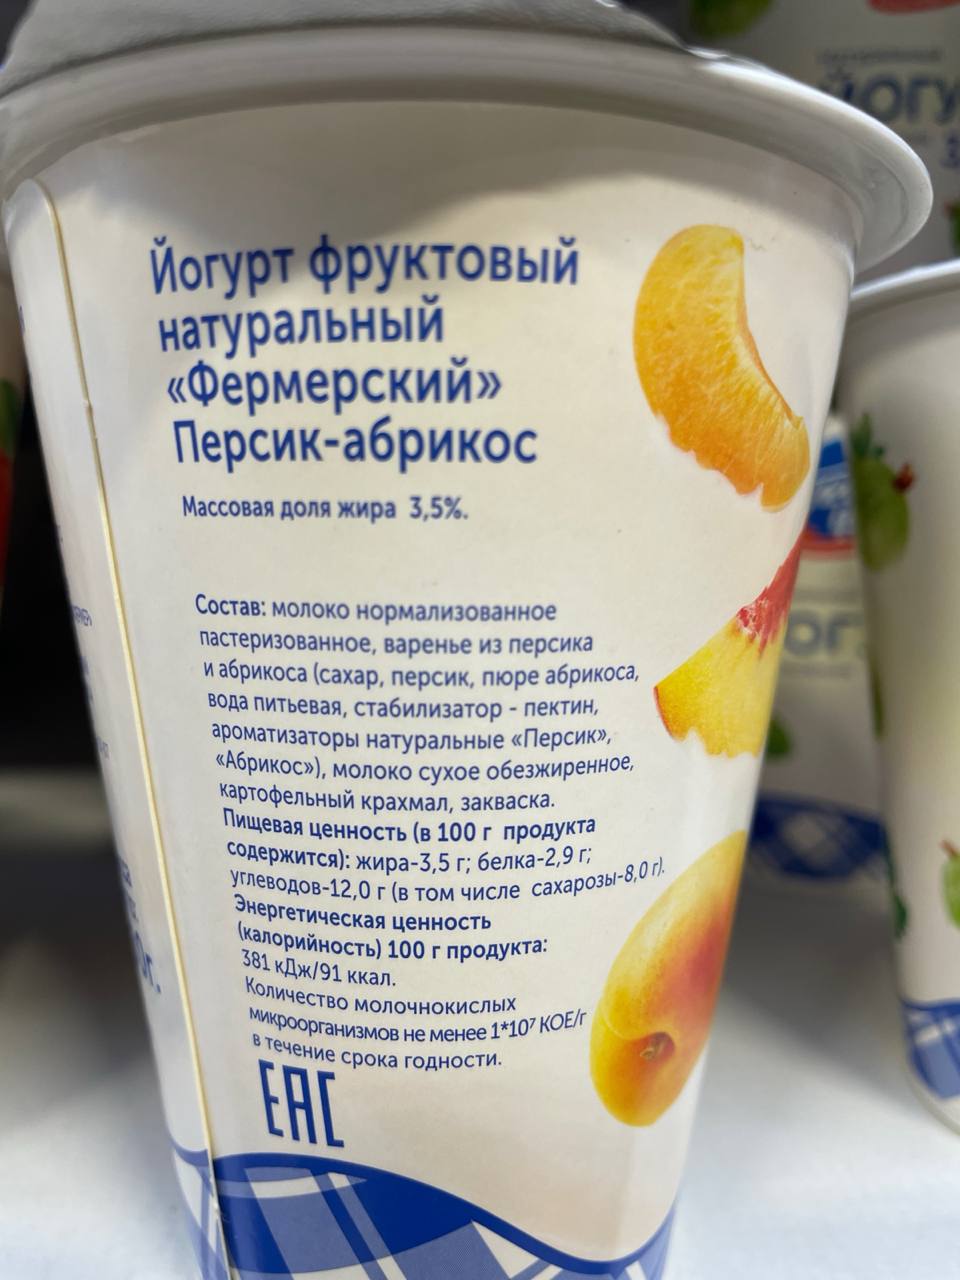 Йогурт фруктовый
натуральный
«Фермерский»
Персик-абрикос
Массовая доля жира 3,5%.
Состав: молоко нормализованное
пастеризованное, варенье из персика
и абрикоса (сахар, персик, пюре абрикоса,
вода питьевая, стабилизатор - пектин,
ароматизаторы натуральные «Персик»,
«Абрикос»), молоко сухое обезжиренное,
картофельный крахмал, закваска.
Пищевая ценность (в 100 г продукта
содержится): жира-3,5 г; белка-2,9 г;
углеводов-12,0 г (в том числе сахарозы-8,0 г).
Энергетическая ценность
(калорийность) 100 г продукта:
381 кДж/91 ккал.
Количество молочнокислых
микроорганизмов не менее 1*10⁷ КОЕ/г
в течение срока годности.
ЕАС